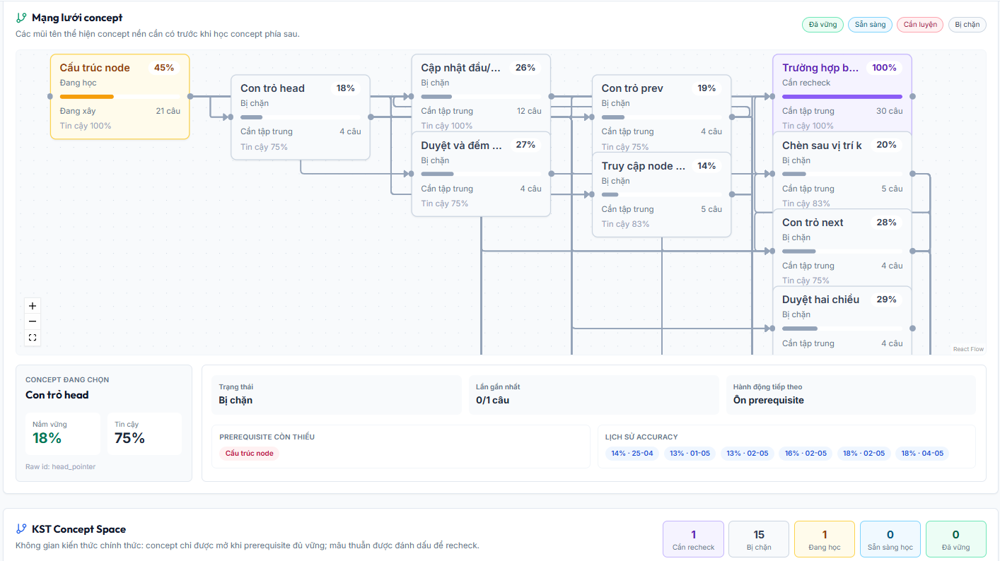 Mạng lưới concept
Các mũi tên thể hiện concept nền cần có trước khi học concept phía sau.
Đã vững
Sẵn sàng
Cần luyện
Bị chặn
Cấu trúc node 45%
Đang học
Đang xây 21 câu
Tin cậy 100%
Con trỏ head 18%
Bị chặn
Cần tập trung 4 câu
Tin cậy 75%
Cập nhật đầu/... 26%
Bị chặn
Cần tập trung 12 câu
Tin cậy 100%
Duyệt và đếm ... 27%
Bị chặn
Cần tập trung 4 câu
Tin cậy 75%
Con trỏ prev 19%
Bị chặn
Cần tập trung 4 câu
Tin cậy 75%
Truy cập node ... 14%
Bị chặn
Cần tập trung 5 câu
Tin cậy 83%
Trường hợp b... 100%
Cần recheck
Cần tập trung 30 câu
Tin cậy 100%
Chèn sau vị trí k 20%
Bị chặn
Cần tập trung 5 câu
Tin cậy 83%
Con trỏ next 28%
Bị chặn
Cần tập trung 4 câu
Tin cậy 75%
Duyệt hai chiều 29%
Bị chặn
Cần tập trung 4 câu
React Flow
CONCEPT ĐANG CHỌN
Con trỏ head
Nắm vững
18%
Tin cậy
75%
Raw id: head_pointer
Trạng thái
Bị chặn
Lần gần nhất
0/1 câu
Hành động tiếp theo
Ôn prerequisite
PREREQUISITE CÒN THIẾU
Cấu trúc node
LỊCH SỬ ACCURACY
14% · 25-04
13% · 01-05
13% · 02-05
16% · 02-05
18% · 02-05
18% · 04-05
KST Concept Space
Không gian kiến thức chính thức: concept chỉ được mở khi prerequisite đủ vững; mâu thuẫn được đánh dấu để recheck.
1
Cần recheck
15
Bị chặn
1
Đang học
0
Sẵn sàng học
0
Đã vững